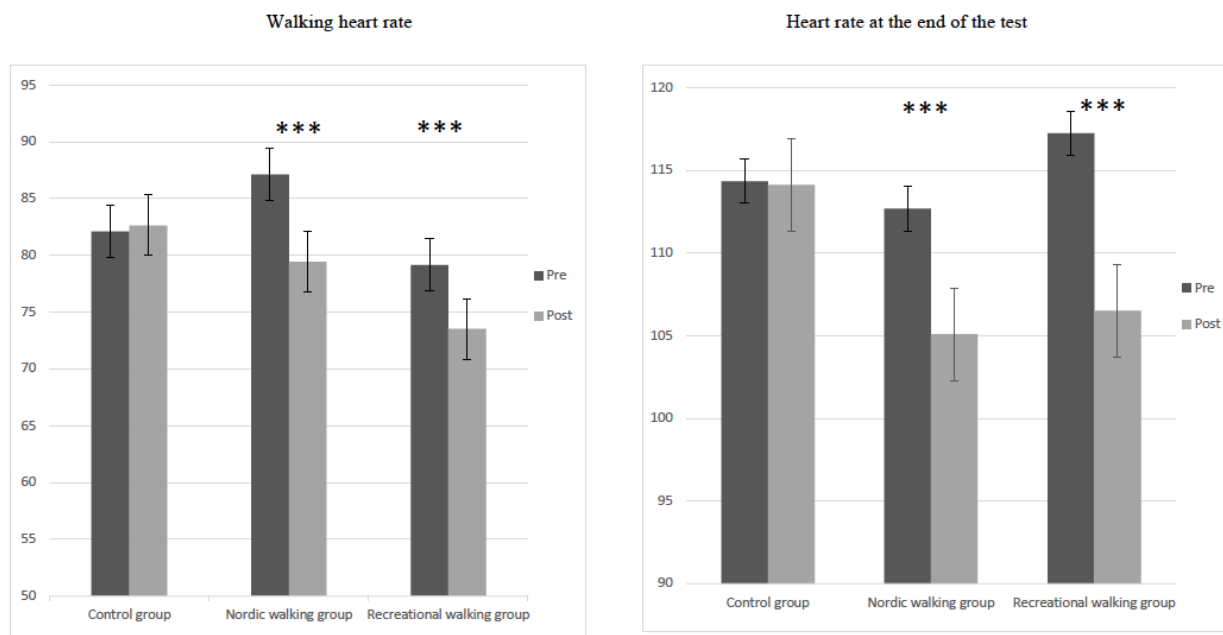 Walking heart rate
95
90
85
80
75
70
65
60
55
50
*** ***
Control group Nordic walking group Recreational walking group
Pre
Post
Heart rate at the end of the test
120
115
110
105
100
95
90
*** ***
Control group Nordic walking group Recreational walking group
Pre
Post